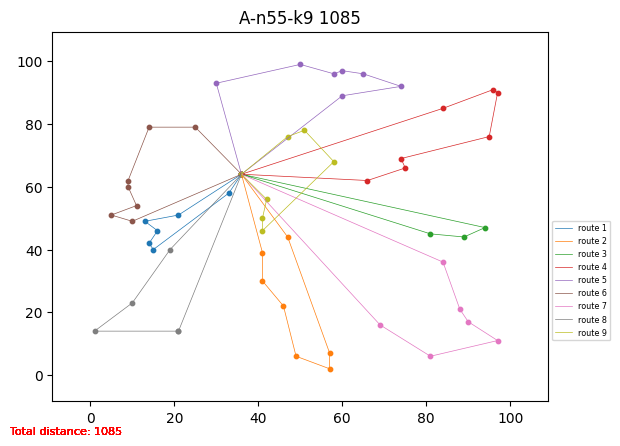 A-n55-k9 1085
100
80
60
40
20
0
0 20 40 60 80 100
route 1
route 2
route 3
route 4
route 5
route 6
route 7
route 8
route 9
Total distance: 1085